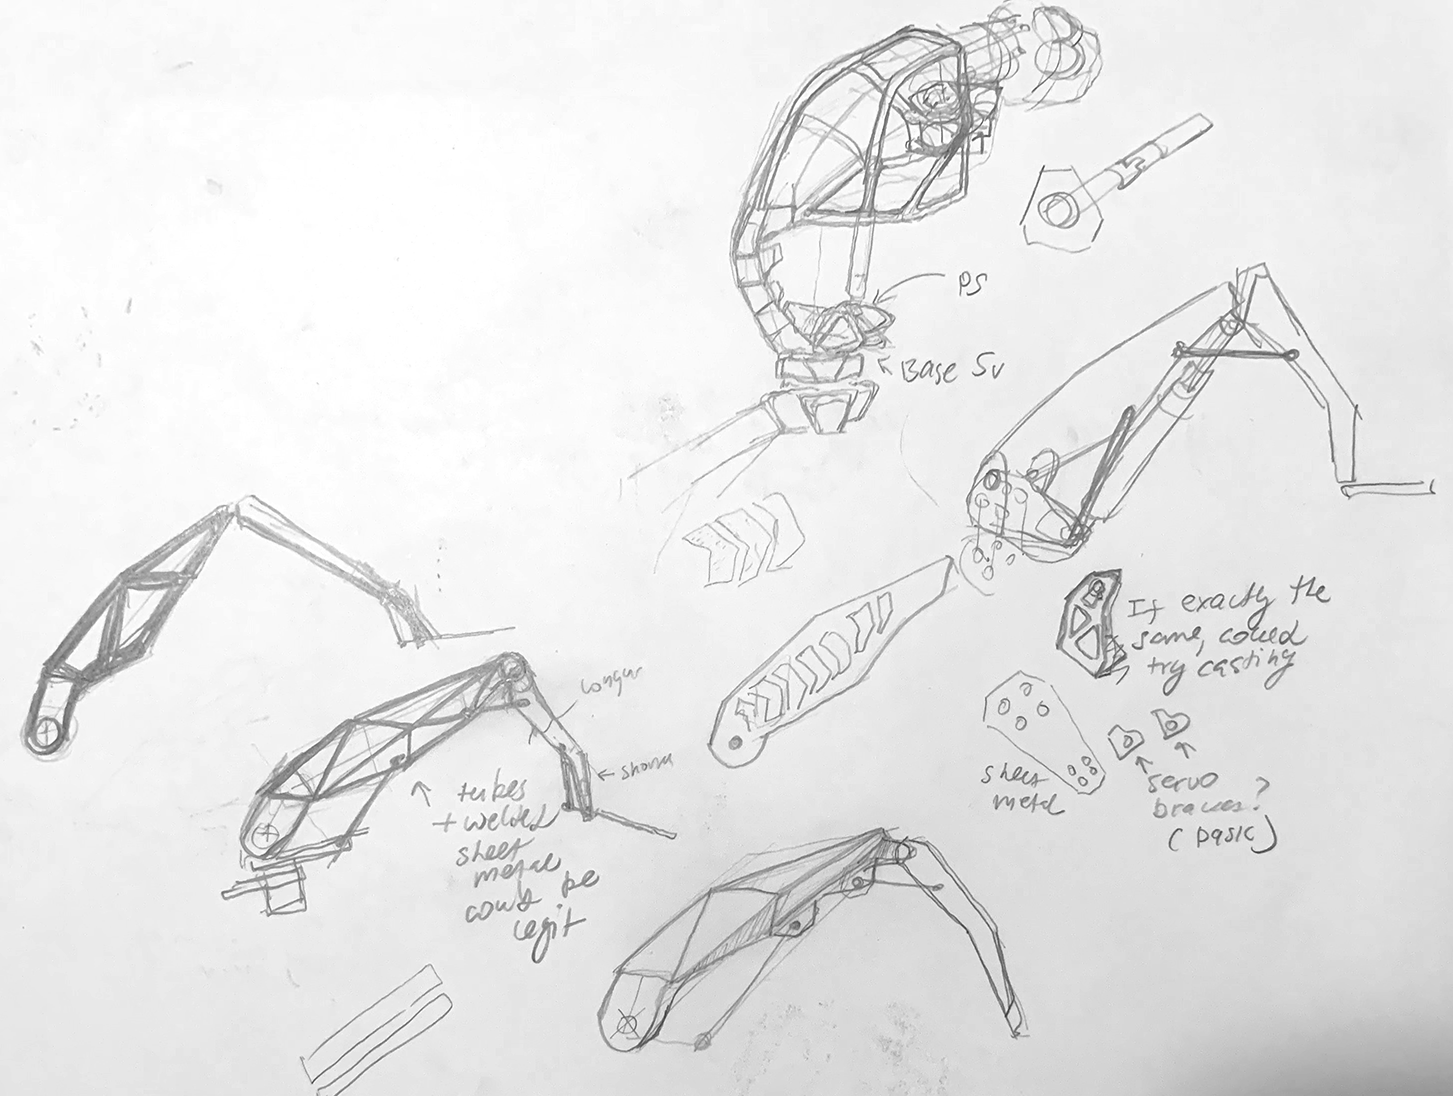 PS
Base Sv
If exactly the
same, could
try casting
longer
tubes
+ welded
sheet
metal
could be
legit
sheet
metal
servo
braces?
(basic)